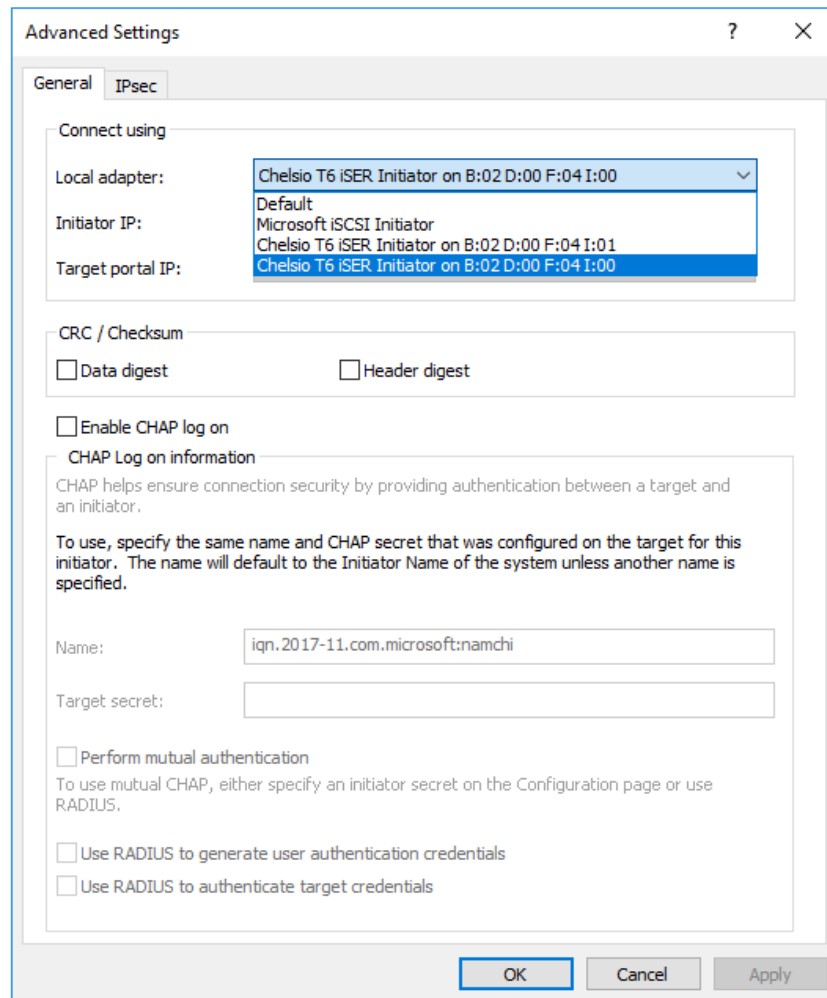 Advanced Settings
?
General
IPsec
Connect using
Local adapter:
Chelsio T6 iSER Initiator on B:02 D:00 F:04 I:00
Default
Microsoft iSCSI Initiator
Initiator IP:
Chelsio T6 iSER Initiator on B:02 D:00 F:04 I:01
Target portal IP:
Chelsio T6 iSER Initiator on B:02 D:00 F:04 I:00
CRC / Checksum
Data digest
Header digest
Enable CHAP log on
CHAP Log on information
CHAP helps ensure connection security by providing authentication between a target and
an initiator.
To use, specify the same name and CHAP secret that was configured on the target for this
initiator.  The name will default to the Initiator Name of the system unless another name is
specified.
Name:
iqn.2017-11.com.microsoft:namchi
Target secret:
Perform mutual authentication
To use mutual CHAP, either specify an initiator secret on the Configuration page or use
RADIUS.
Use RADIUS to generate user authentication credentials
Use RADIUS to authenticate target credentials
OK
Cancel
Apply